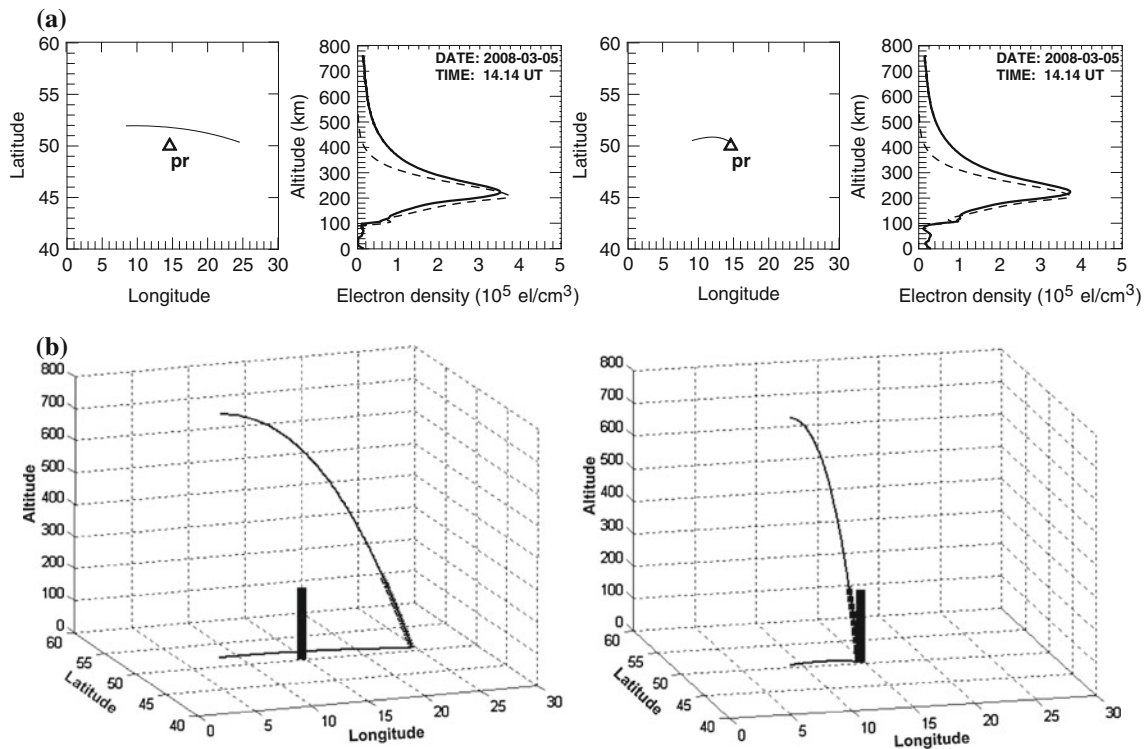 (a)
60
55
50
45
40
Latitude
pr
0 5 10 15 20 25 30
Longitude
800
700
600
500
400
300
200
100
0
Altitude (km)
DATE: 2008-03-05
TIME: 14.14 UT
0 1 2 3 4 5
Electron density (10⁵ el/cm³)
60
55
50
45
40
Latitude
pr
0 5 10 15 20 25 30
Longitude
800
700
600
500
400
300
200
100
0
Altitude (km)
DATE: 2008-03-05
TIME: 14.14 UT
0 1 2 3 4 5
Electron density (10⁵ el/cm³)
(b)
800
700
600
500
400
300
200
100
0
Altitude
60
55
50
45
40
Latitude
0 5 10 15 20 25 30
Longitude
800
700
600
500
400
300
200
100
0
Altitude
60
55
50
45
40
Latitude
0 5 10 15 20 25 30
Longitude